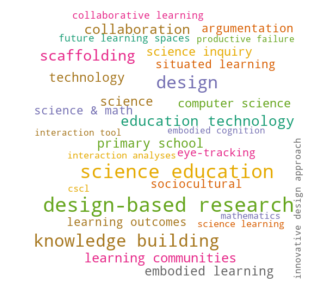 collaborative learning
collaboration argumentation
future learning spaces productive failure
scaffolding science inquiry
situated learning
technology design
science computer science
science & math
education technology
interaction tool embodied cognition
primary school
interaction analyses eye-tracking
science education
cscl sociocultural
design-based research
mathematics
learning outcomes science learning
knowledge building
learning communities
embodied learning
innovative design approach